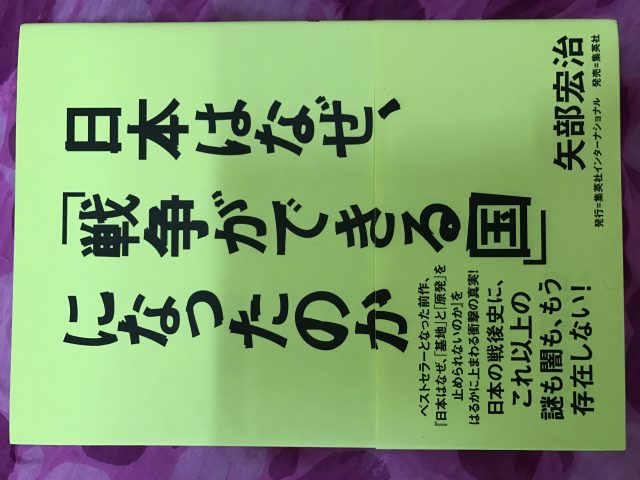 日本はなぜ、
「戦争ができる国」
になったのか
矢部宏治
発行=集英社インターナショナル　発売=集英社
ベストセラーとなった前作、
『日本はなぜ、「基地」と「原発」を
止められないのか』を
はるかに上まわる衝撃の真実!
日本の戦後史に、
これ以上の
謎も闇も、もう
存在しない!